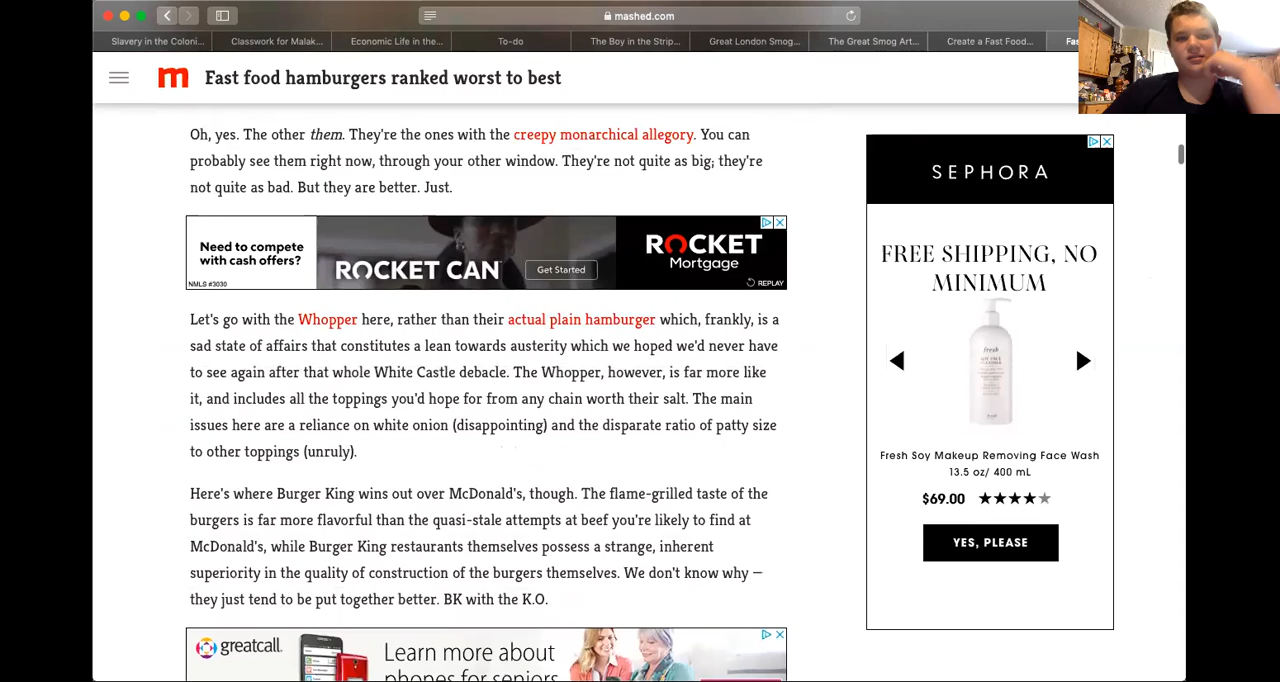 mashed.com
Slavery in the Coloni...
Classwork for Malak...
Economic Life in the...
To-do
The Boy in the Strip...
Great London Smog...
The Great Smog Art...
Create a Fast Food...
Fas
m Fast food hamburgers ranked worst to best
Oh, yes. The other them. They're the ones with the creepy monarchical allegory. You can
probably see them right now, through your other window. They're not quite as big; they're
not quite as bad. But they are better. Just.
Need to compete
with cash offers?
NMLS #3030
ROCKET CAN
Get Started
ROCKET
Mortgage
REPLAY
Let's go with the Whopper here, rather than their actual plain hamburger which, frankly, is a
sad state of affairs that constitutes a lean towards austerity which we hoped we'd never have
to see again after that whole White Castle debacle. The Whopper, however, is far more like
it, and includes all the toppings you'd hope for from any chain worth their salt. The main
issues here are a reliance on white onion (disappointing) and the disparate ratio of patty size
to other toppings (unruly).
Here's where Burger King wins out over McDonald's, though. The flame-grilled taste of the
burgers is far more flavorful than the quasi-stale attempts at beef you're likely to find at
McDonald's, while Burger King restaurants themselves possess a strange, inherent
superiority in the quality of construction of the burgers themselves. We don't know why —
they just tend to be put together better. BK with the K.O.
greatcall.
Learn more about
phones for seniors
SEPHORA
FREE SHIPPING, NO
MINIMUM
fresh
Fresh Soy Makeup Removing Face Wash
13.5 oz/ 400 mL
$69.00
YES, PLEASE